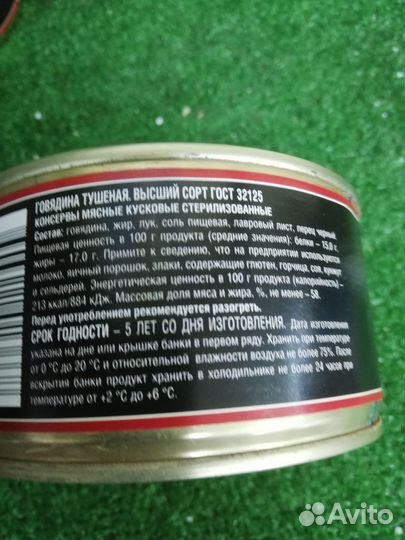 ГОВЯДИНА ТУШЕНАЯ. ВЫСШИЙ СОРТ ГОСТ 32125
КОНСЕРВЫ МЯСНЫЕ КУСКОВЫЕ СТЕРИЛИЗОВАННЫЕ
Состав: говядина, жир, лук, соль пищевая, лавровый лист, перец черный
Пищевая ценность в 100 г продукта (средние значения): белки – 15,0 г,
жиры – 17,0 г. Примите к сведению, что на предприятии используются
молоко, яичный порошок, злаки, содержащие глютен, горчица, соя, кунжут
и сельдерей. Энергетическая ценность в 100 г продукта (калорийность) –
213 ккал/884 кДж. Массовая доля мяса и жира, %, не менее – 58.
Перед употреблением рекомендуется разогреть.
СРОК ГОДНОСТИ – 5 ЛЕТ СО ДНЯ ИЗГОТОВЛЕНИЯ. Дата изготовления
указана на дне или крышке банки в первом ряду. Хранить при температуре
от 0 °С до 20 °С и относительной влажности воздуха не более 75%. После
вскрытия банки продукт хранить в холодильнике не более 24 часов при
температуре от +2 °С до +6 °С.
Avito